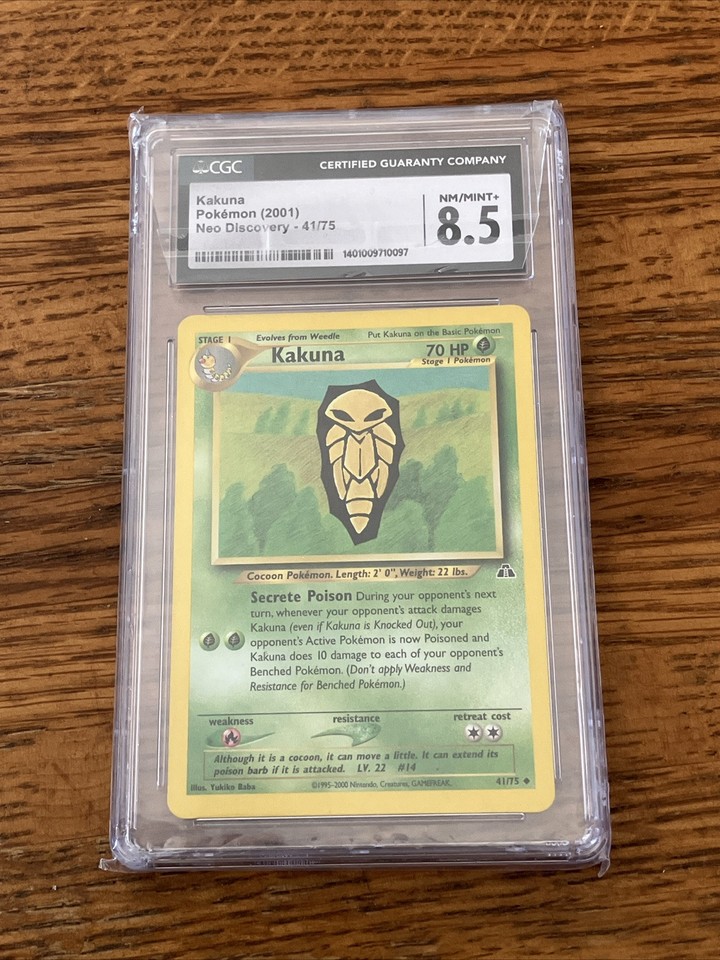 CGC CERTIFIED GUARANTY COMPANY
Kakuna
Pokémon (2001)
Neo Discovery - 41/75
NM/MINT+
8.5
1401009710097
STAGE 1 Evolves from Weedle Put Kakuna on the Basic Pokémon
Kakuna 70 HP
Stage 1 Pokémon
Cocoon Pokémon. Length: 2' 0", Weight: 22 lbs.
Secrete Poison During your opponent's next
turn, whenever your opponent's attack damages
Kakuna (even if Kakuna is Knocked Out), your
opponent's Active Pokémon is now Poisoned and
Kakuna does 10 damage to each of your opponent's
Benched Pokémon. (Don't apply Weakness and
Resistance for Benched Pokémon.)
weakness resistance retreat cost
Although it is a cocoon, it can move a little. It can extend its
poison barb if it is attacked. LV. 22 #14
Illus. Yukiko Baba ©1995-2000 Nintendo, Creatures, GAMEFREAK. 41/75